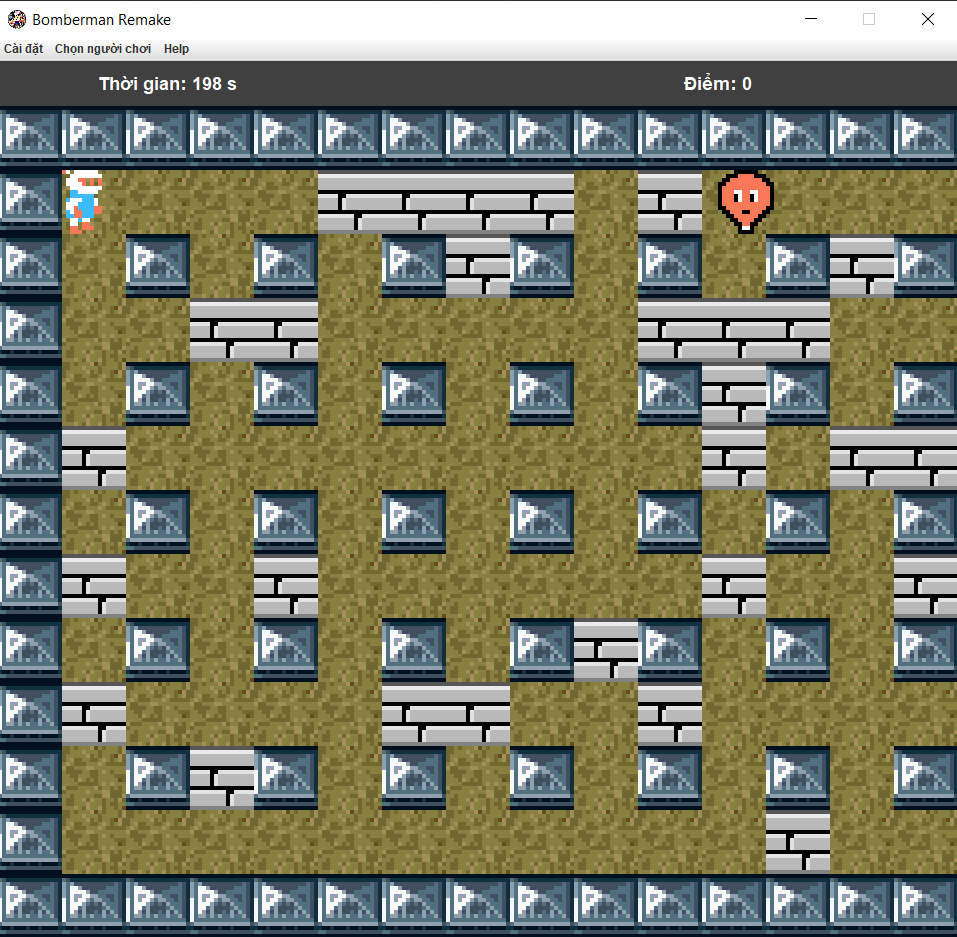 Bomberman Remake
Cài đặt Chọn người chơi Help
Thời gian: 198 s Điểm: 0